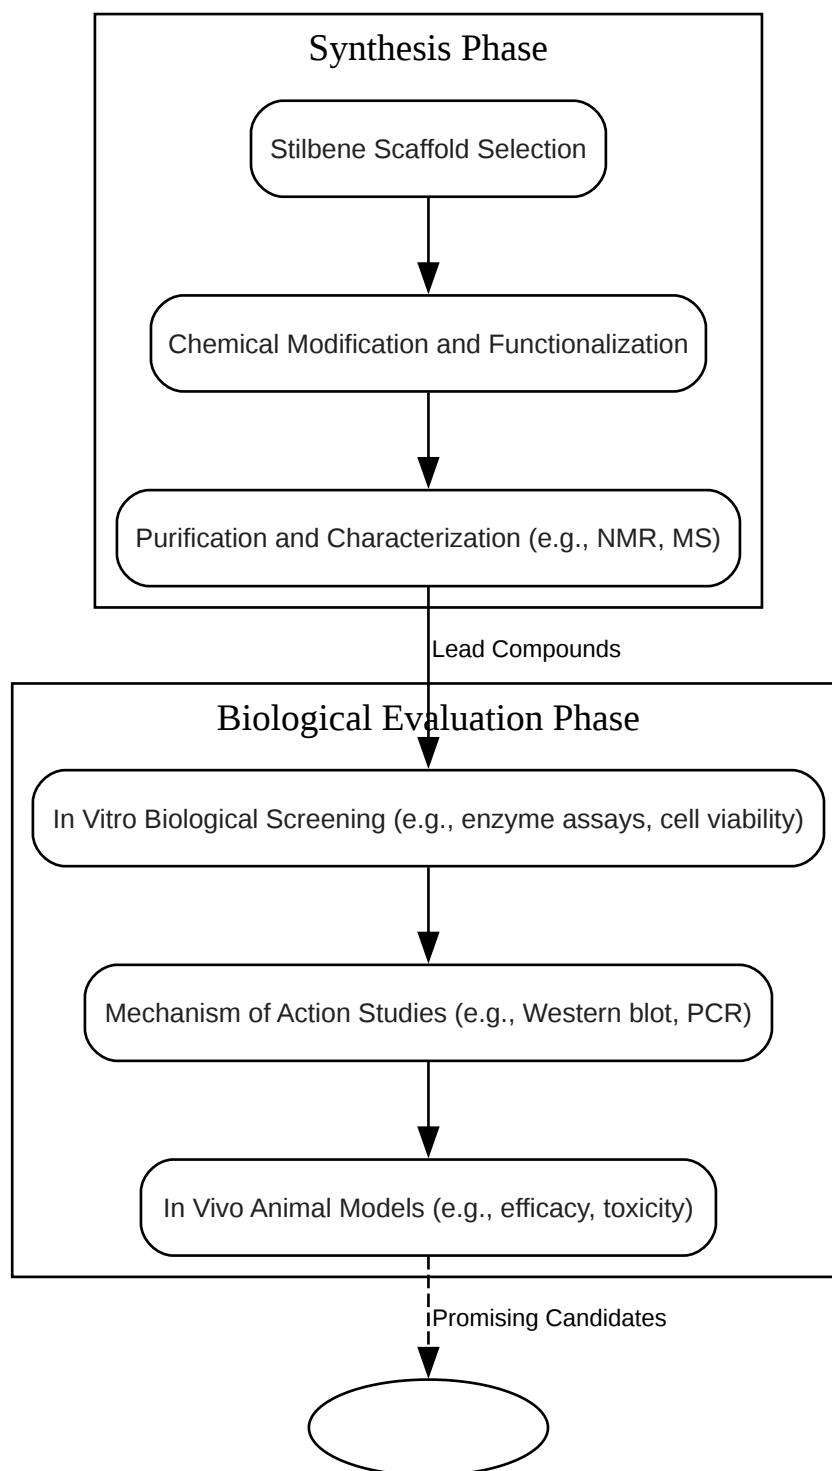 Synthesis Phase
Stilbene Scaffold Selection
Chemical Modification and Functionalization
Purification and Characterization (e.g., NMR, MS)
Lead Compounds
Biological Evaluation Phase
In Vitro Biological Screening (e.g., enzyme assays, cell viability)
Mechanism of Action Studies (e.g., Western blot, PCR)
In Vivo Animal Models (e.g., efficacy, toxicity)
Promising Candidates